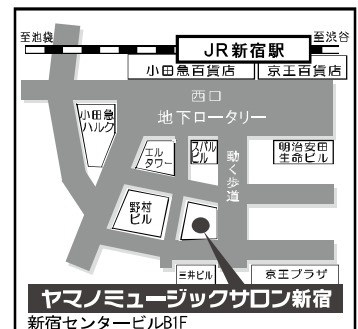 至池袋
至渋谷
JR新宿駅
小田急百貨店
京王百貨店
西口
地下ロータリー
小田急
ハルク
エル
タワー
スバル
ビル
動く歩道
明治安田
生命ビル
野村
ビル
三井ビル
京王プラザ
ヤマノミュージックサロン新宿
新宿センタービルB1F